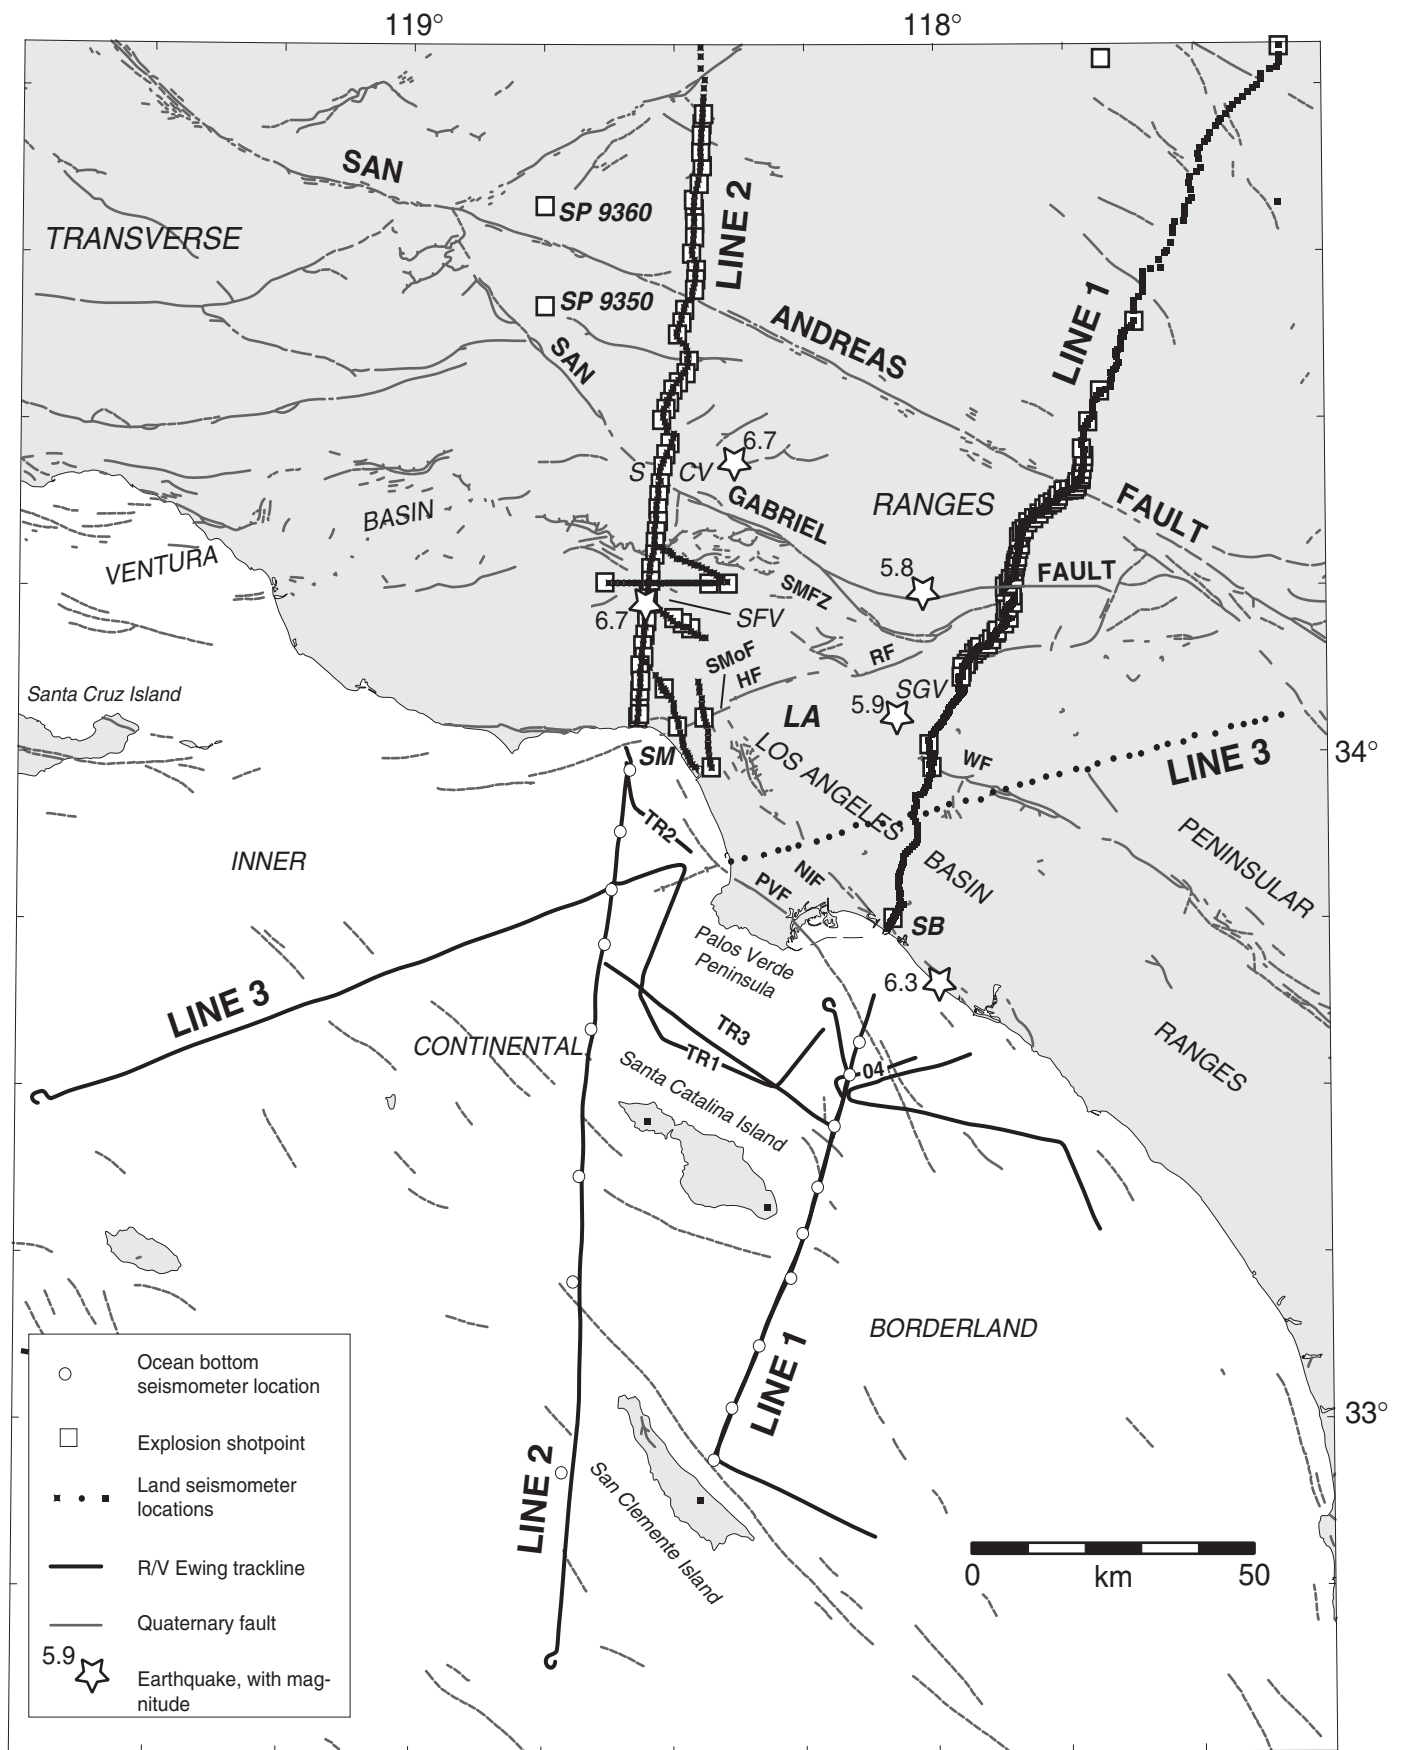 119°
118°
SAN
SP 9360
LINE 2
TRANSVERSE
SP 9350
LINE 1
ANDREAS
SAN
6.7
S
CV
GABRIEL
RANGES
FAULT
BASIN
VENTURA
5.8
FAULT
SMFZ
6.7
SFV
SMoF
HF
RF
Santa Cruz Island
SGV
5.9
LA
SM
LOS ANGELES
WF
LINE 3
34°
TR2
INNER
NIF
PVF
BASIN
PENINSULAR
SB
Palos Verde
Peninsula
6.3
LINE 3
TR3
CONTINENTAL
TR1
04
Santa Catalina Island
RANGES
BORDERLAND
LINE 1
33°
LINE 2
San Clemente Island
0
km
50
Ocean bottom
seismometer location
Explosion shotpoint
Land seismometer
locations
R/V Ewing trackline
Quaternary fault
5.9
Earthquake, with mag-
nitude